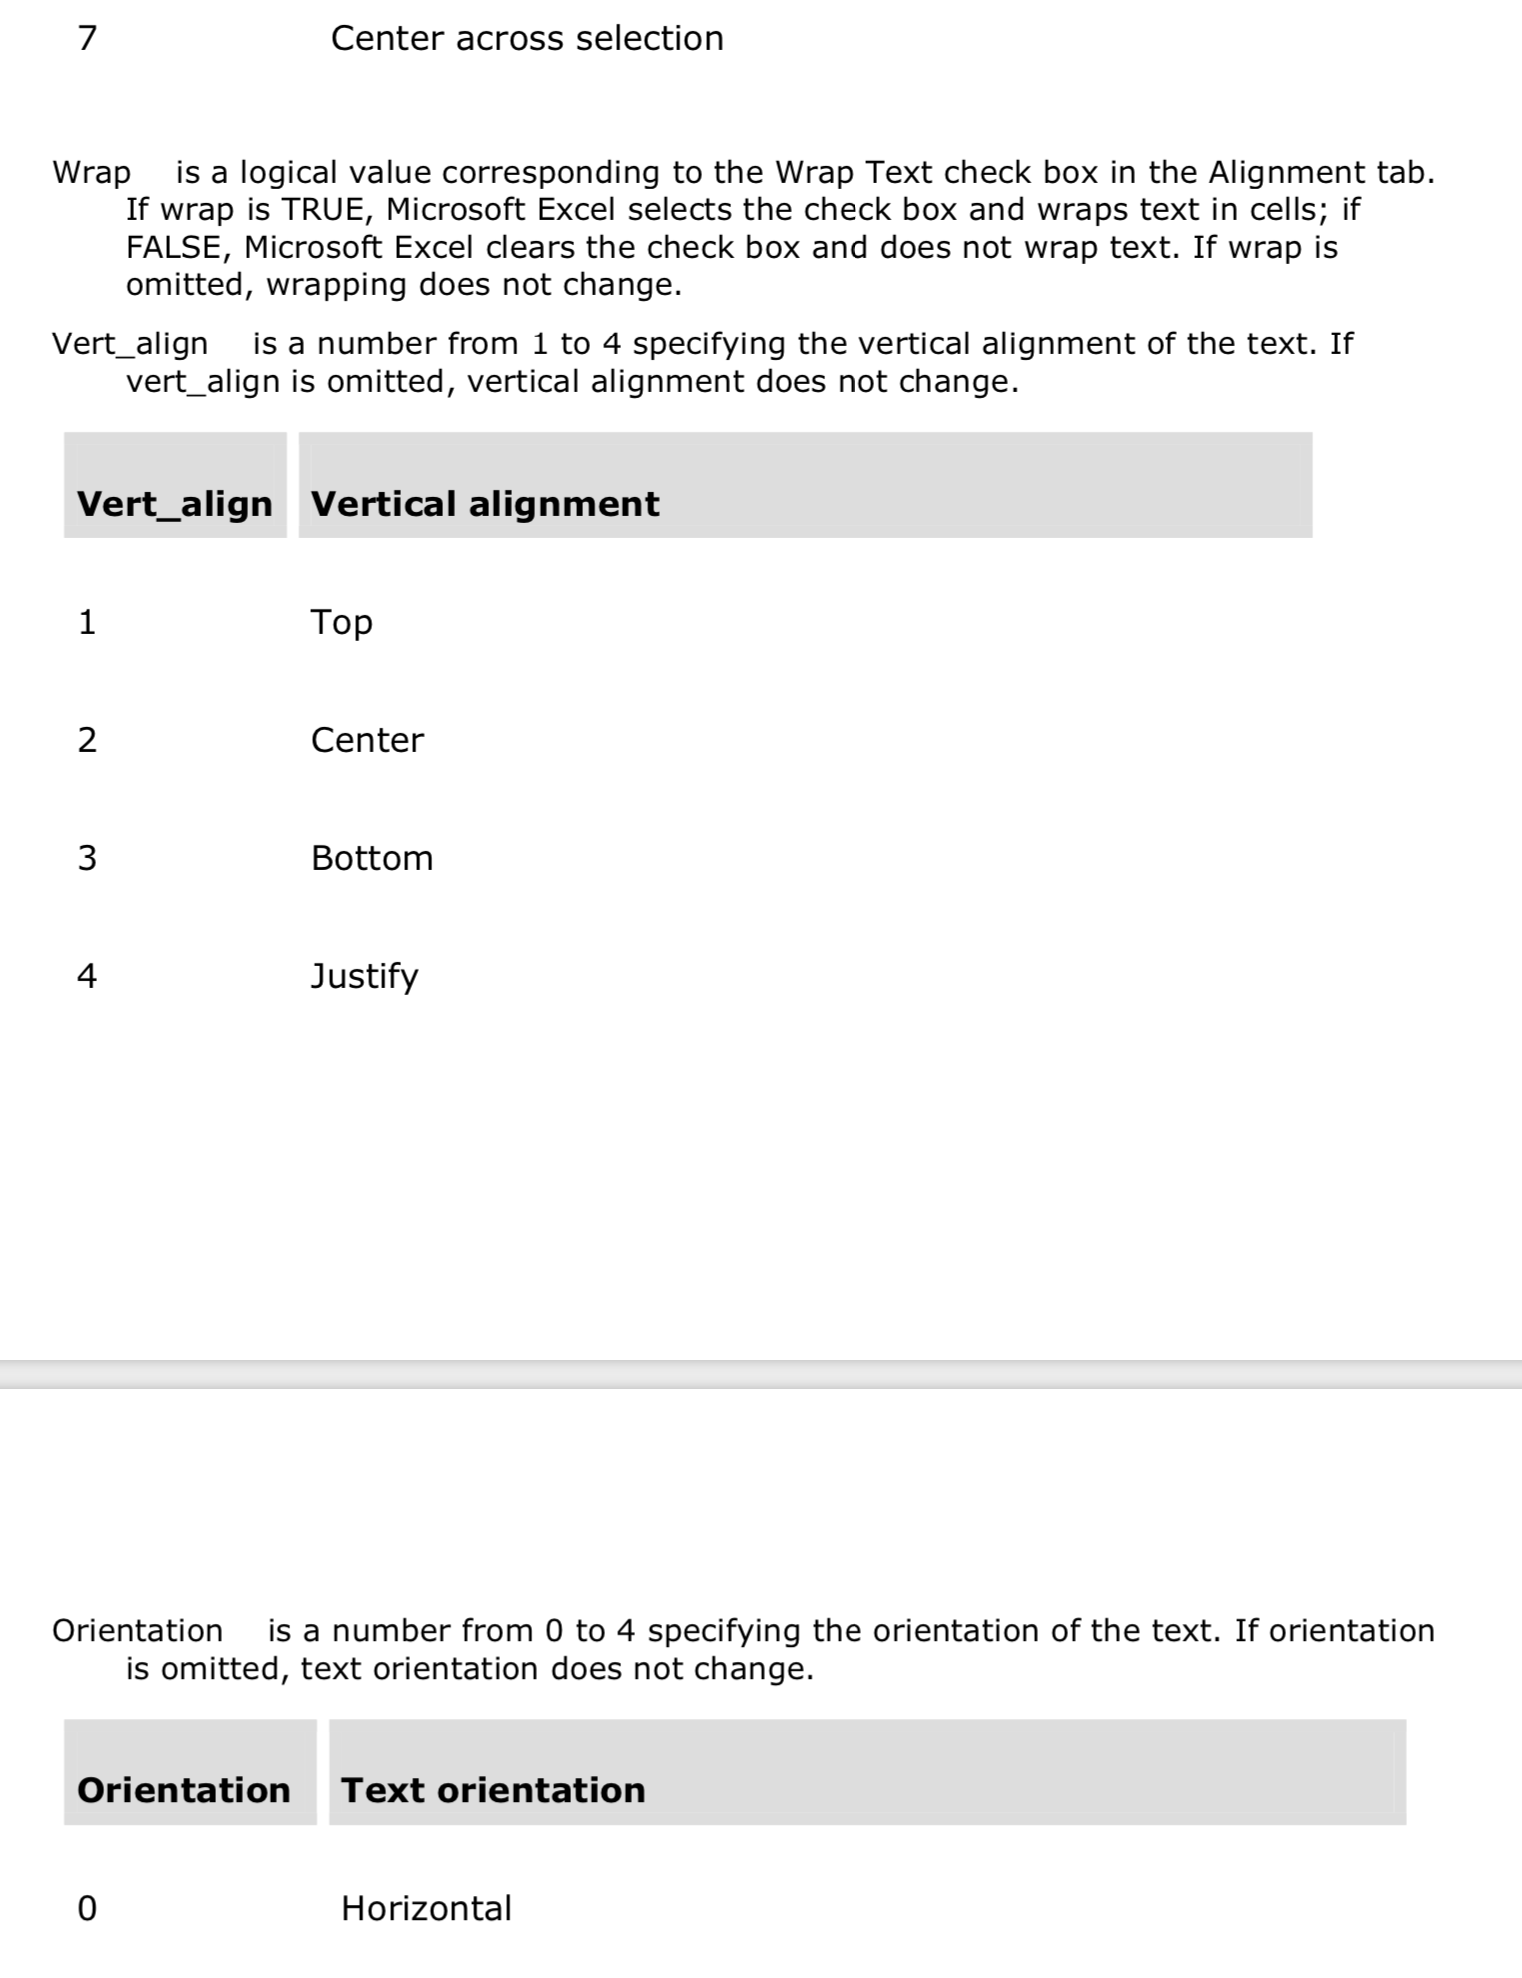 7 Center across selection
Wrap is a logical value corresponding to the Wrap Text check box in the Alignment tab.
If wrap is TRUE, Microsoft Excel selects the check box and wraps text in cells; if
FALSE, Microsoft Excel clears the check box and does not wrap text. If wrap is
omitted, wrapping does not change.
Vert_align is a number from 1 to 4 specifying the vertical alignment of the text. If
vert_align is omitted, vertical alignment does not change.
Vert_align Vertical alignment
1 Top
2 Center
3 Bottom
4 Justify
Orientation is a number from 0 to 4 specifying the orientation of the text. If orientation
is omitted, text orientation does not change.
Orientation Text orientation
0 Horizontal